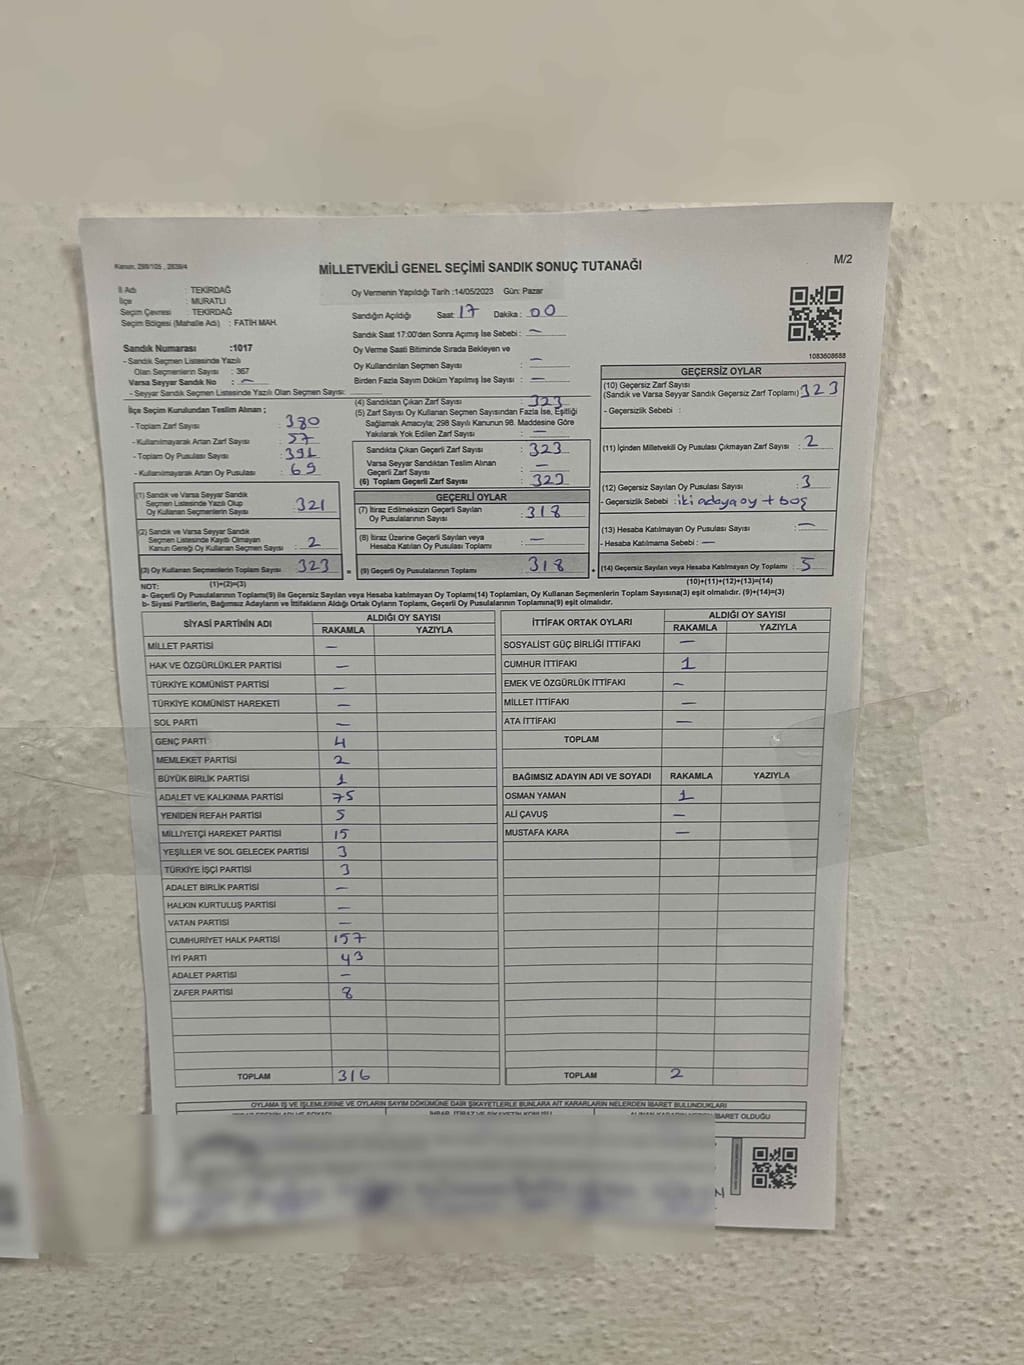 Kanun, 298/105 , 2839/4
MİLLETVEKİLİ GENEL SEÇİMİ SANDIK SONUÇ TUTANAĞI
M/2
İl Adı : TEKİRDAĞ
İlçe : MURATLI
Seçim Çevresi : TEKİRDAĞ
Seçim Bölgesi (Mahalle Adı) : FATİH MAH.
Sandık Numarası :1017
- Sandık Seçmen Listesinde Yazılı
Olan Seçmenlerin Sayısı : 367
Varsa Seyyar Sandık No : —
- Seyyar Sandık Seçmen Listesinde Yazılı Olan Seçmen Sayısı:
Oy Vermenin Yapıldığı Tarih :14/05/2023 Gün: Pazar
Sandığın Açıldığı Saat: 17 Dakika : 00
Sandık Saat 17:00'den Sonra Açımış İse Sebebi : —
Oy Verme Saati Bitiminde Sırada Bekleyen ve
Oy Kullandırılan Seçmen Sayısı : —
Birden Fazla Sayım Döküm Yapılmış İse Sayısı : —
1083608688
İlçe Seçim Kurulundan Teslim Alınan ;
- Toplam Zarf Sayısı : 380
- Kullanılmayarak Artan Zarf Sayısı : 57
- Toplam Oy Pusulası Sayısı : 391
- Kullanılmayarak Artan Oy Pusulası : 69
(1) Sandık ve Varsa Seyyar Sandık
Seçmen Listesinde Yazılı Olup
Oy Kullanan Seçmenlerin Sayısı : 321
(2) Sandık ve Varsa Seyyar Sandık
Seçmen Listesinde Kayıtlı Olmayan
Kanun Gereği Oy Kullanan Seçmen Sayısı : 2
(3) Oy Kullanan Seçmenlerin Toplam Sayısı : 323
(1)+(2)=(3)
(4) Sandıktan Çıkan Zarf Sayısı : 323
(5) Zarf Sayısı Oy Kullanan Seçmen Sayısından Fazla İse, Eşitliği
Sağlamak Amacıyla; 298 Sayılı Kanunun 98. Maddesine Göre
Yakılarak Yok Edilen Zarf Sayısı : —
Sandıkta Çıkan Geçerli Zarf Sayısı : 323
Varsa Seyyar Sandıktan Teslim Alınan
Geçerli Zarf Sayısı : —
(6) Toplam Geçerli Zarf Sayısı : 323
GEÇERLİ OYLAR
(7) İtiraz Edilmeksizin Geçerli Sayılan
Oy Pusulalarının Sayısı : 318
(8) İtiraz Üzerine Geçerli Sayılan veya
Hesaba Katılan Oy Pusulası Toplamı : —
= (9) Geçerli Oy Pusulalarının Toplamı : 318
GEÇERSİZ OYLAR
(10) Geçersiz Zarf Sayısı
(Sandık ve Varsa Seyyar Sandık Geçersiz Zarf Toplamı) : 323
- Geçersizlik Sebebi :
(11) İçinden Milletvekili Oy Pusulası Çıkmayan Zarf Sayısı : 2
(12) Geçersiz Sayılan Oy Pusulası Sayısı : 3
- Geçersizlik Sebebi : iki adaya oy + boş
(13) Hesaba Katılmayan Oy Pusulası Sayısı : —
- Hesaba Katılmama Sebebi : —
+ (14) Geçersiz Sayılan veya Hesaba Katılmayan Oy Toplamı : 5
(10)+(11)+(12)+(13)=(14)
NOT:
a- Geçerli Oy Pusulalarının Toplamı(9) ile Geçersiz Sayılan veya Hesaba katılmayan Oy Toplamı(14) Toplamları, Oy Kullanan Seçmenlerin Toplam Sayısına(3) eşit olmalıdır. (9)+(14)=(3)
b- Siyasi Partilerin, Bağımsız Adayların ve İttifakların Aldığı Ortak Oyların Toplamı, Geçerli Oy Pusulalarının Toplamına(9) eşit olmalıdır.
SİYASİ PARTİNİN ADI ALDIĞI OY SAYISI
RAKAMLA YAZIYLA
MİLLET PARTİSİ —
HAK VE ÖZGÜRLÜKLER PARTİSİ —
TÜRKİYE KOMÜNİST PARTİSİ —
TÜRKİYE KOMÜNİST HAREKETİ —
SOL PARTİ —
GENÇ PARTİ 4
MEMLEKET PARTİSİ 2
BÜYÜK BİRLİK PARTİSİ 1
ADALET VE KALKINMA PARTİSİ 75
YENİDEN REFAH PARTİSİ 5
MİLLİYETÇİ HAREKET PARTİSİ 15
YEŞİLLER VE SOL GELECEK PARTİSİ 3
TÜRKİYE İŞÇİ PARTİSİ 3
ADALET BİRLİK PARTİSİ —
HALKIN KURTULUŞ PARTİSİ —
VATAN PARTİSİ —
CUMHURİYET HALK PARTİSİ 157
İYİ PARTİ 43
ADALET PARTİSİ —
ZAFER PARTİSİ 8
TOPLAM 316
İTTİFAK ORTAK OYLARI ALDIĞI OY SAYISI
RAKAMLA YAZIYLA
SOSYALİST GÜÇ BİRLİĞİ İTTİFAKI —
CUMHUR İTTİFAKI 1
EMEK VE ÖZGÜRLÜK İTTİFAKI —
MİLLET İTTİFAKI —
ATA İTTİFAKI —
TOPLAM
BAĞIMSIZ ADAYIN ADI VE SOYADI RAKAMLA YAZIYLA
OSMAN YAMAN 1
ALİ ÇAVUŞ —
MUSTAFA KARA —
TOPLAM 2
OYLAMA İŞ VE İŞLEMLERİNE VE OYLARIN SAYIM DÖKÜMÜNE DAİR ŞİKAYETLERLE BUNLARA AİT KARARLARIN NELERDEN İBARET BULUNDUKLARI
İBARET OLDUĞU